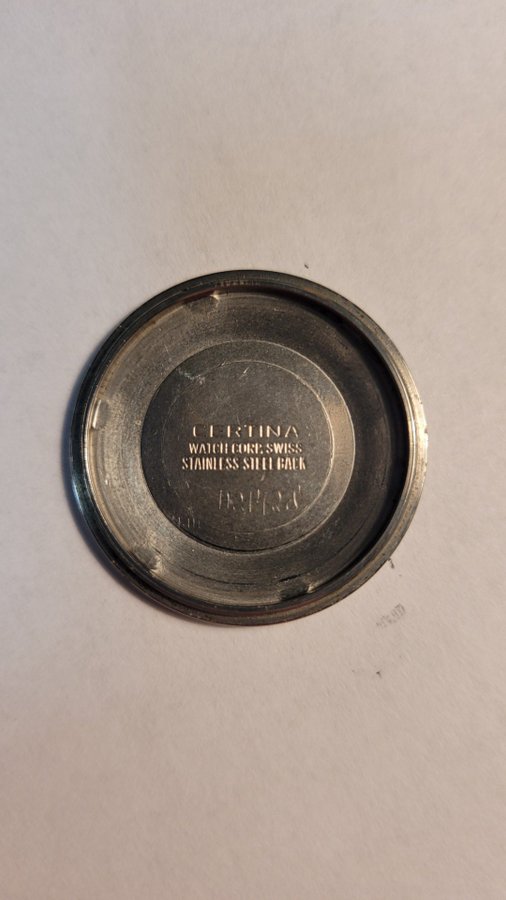 CERTINA
WATCH CORP. SWISS
STAINLESS STEEL BACK